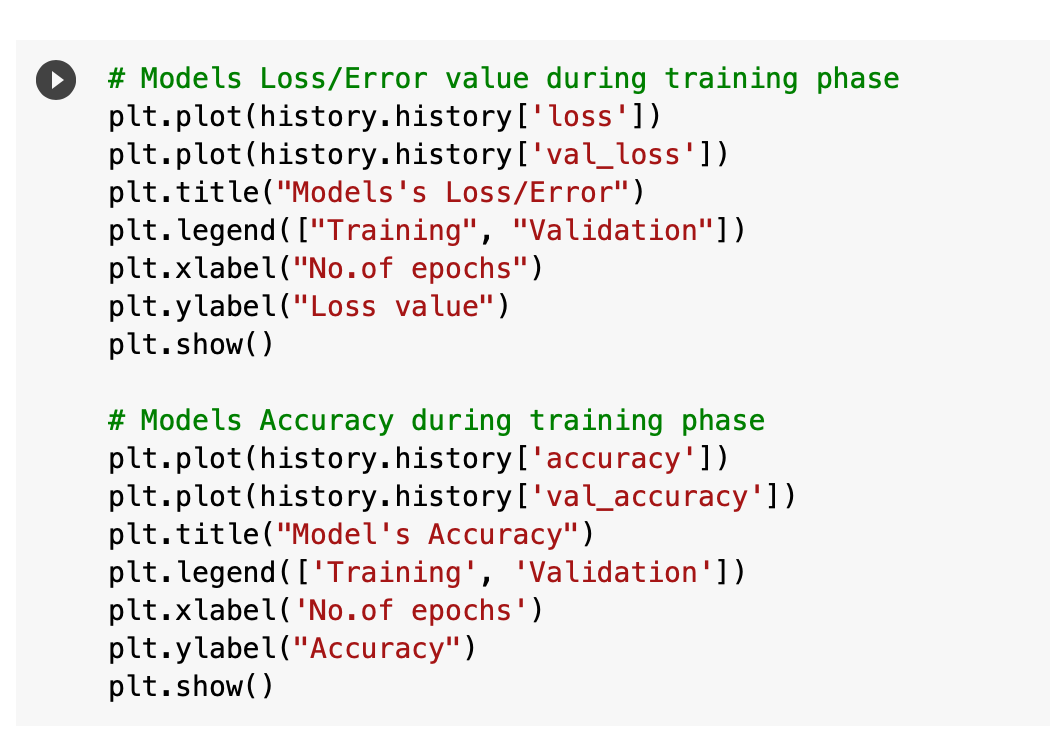 # Models Loss/Error value during training phase
plt.plot(history.history['loss'])
plt.plot(history.history['val_loss'])
plt.title("Models's Loss/Error")
plt.legend(["Training", "Validation"])
plt.xlabel("No.of epochs")
plt.ylabel("Loss value")
plt.show()

# Models Accuracy during training phase
plt.plot(history.history['accuracy'])
plt.plot(history.history['val_accuracy'])
plt.title("Model's Accuracy")
plt.legend(['Training', 'Validation'])
plt.xlabel('No.of epochs')
plt.ylabel("Accuracy")
plt.show()